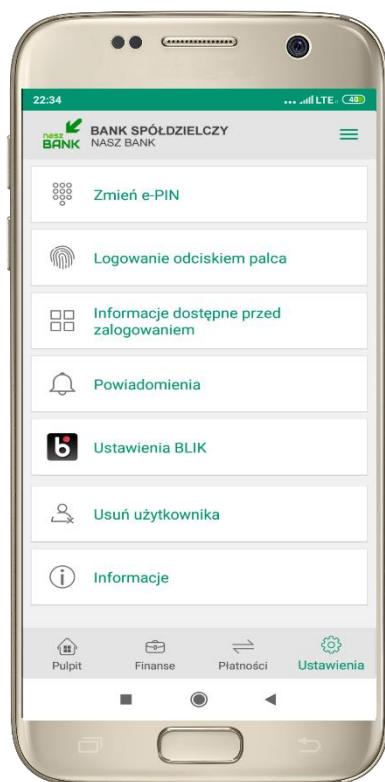 22:34
... LTE 40
nasz
BANK
BANK SPÓŁDZIELCZY
NASZ BANK
Zmień e-PIN
Logowanie odciskiem palca
Informacje dostępne przed
zalogowaniem
Powiadomienia
Ustawienia BLIK
Usuń użytkownika
Informacje
Pulpit Finanse Płatności Ustawienia